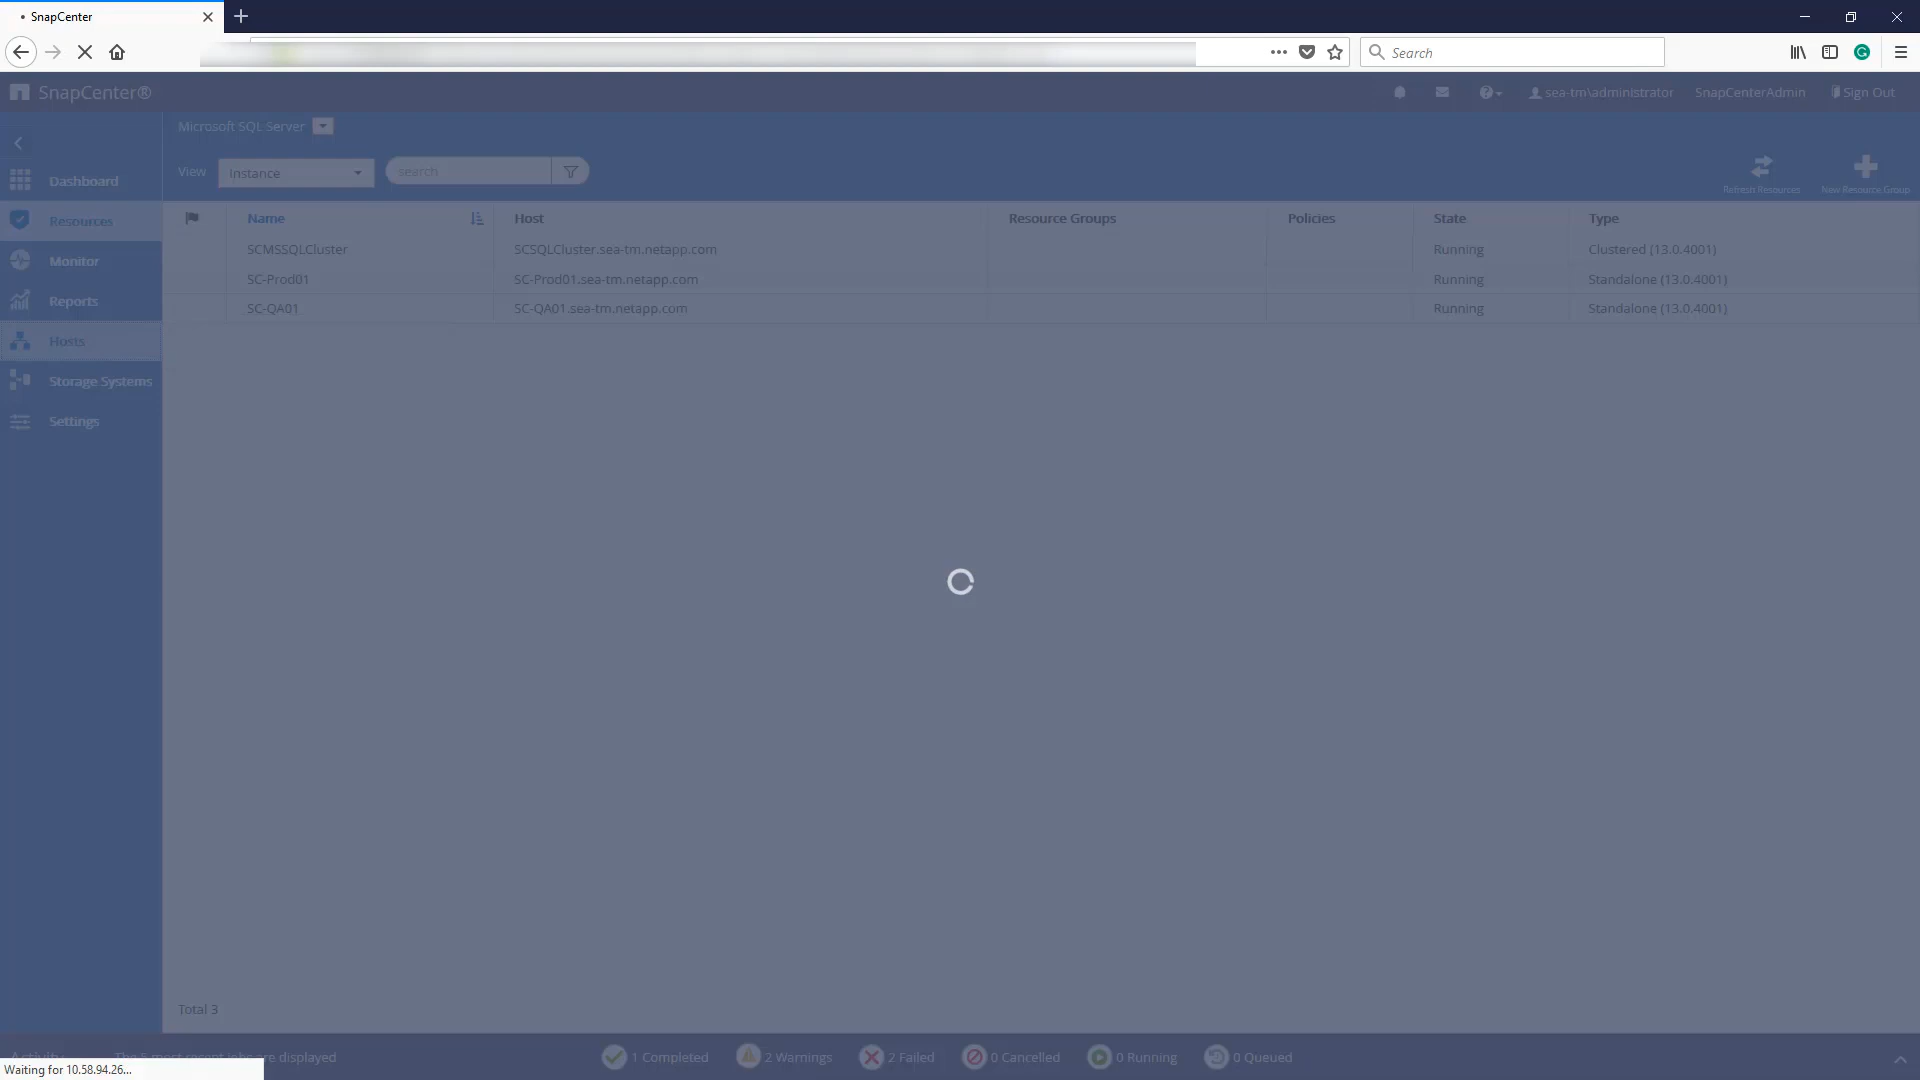 SnapCenter
Search
SnapCenter®
sea-tm\administrator SnapCenterAdmin Sign Out
Microsoft SQL Server
View Instance search
Refresh Resources New Resource Group
Dashboard
Resources
Monitor
Reports
Hosts
Storage Systems
Settings
Name Host Resource Groups Policies State Type
SCMSSQLCluster SCSQLCluster.sea-tm.netapp.com Running Clustered (13.0.4001)
SC-Prod01 SC-Prod01.sea-tm.netapp.com Running Standalone (13.0.4001)
SC-QA01 SC-QA01.sea-tm.netapp.com Running Standalone (13.0.4001)
Total 3
Activity The 5 most recent jobs are displayed 1 Completed 2 Warnings 2 Failed 0 Cancelled 0 Running 0 Queued
Waiting for 10.58.94.26...